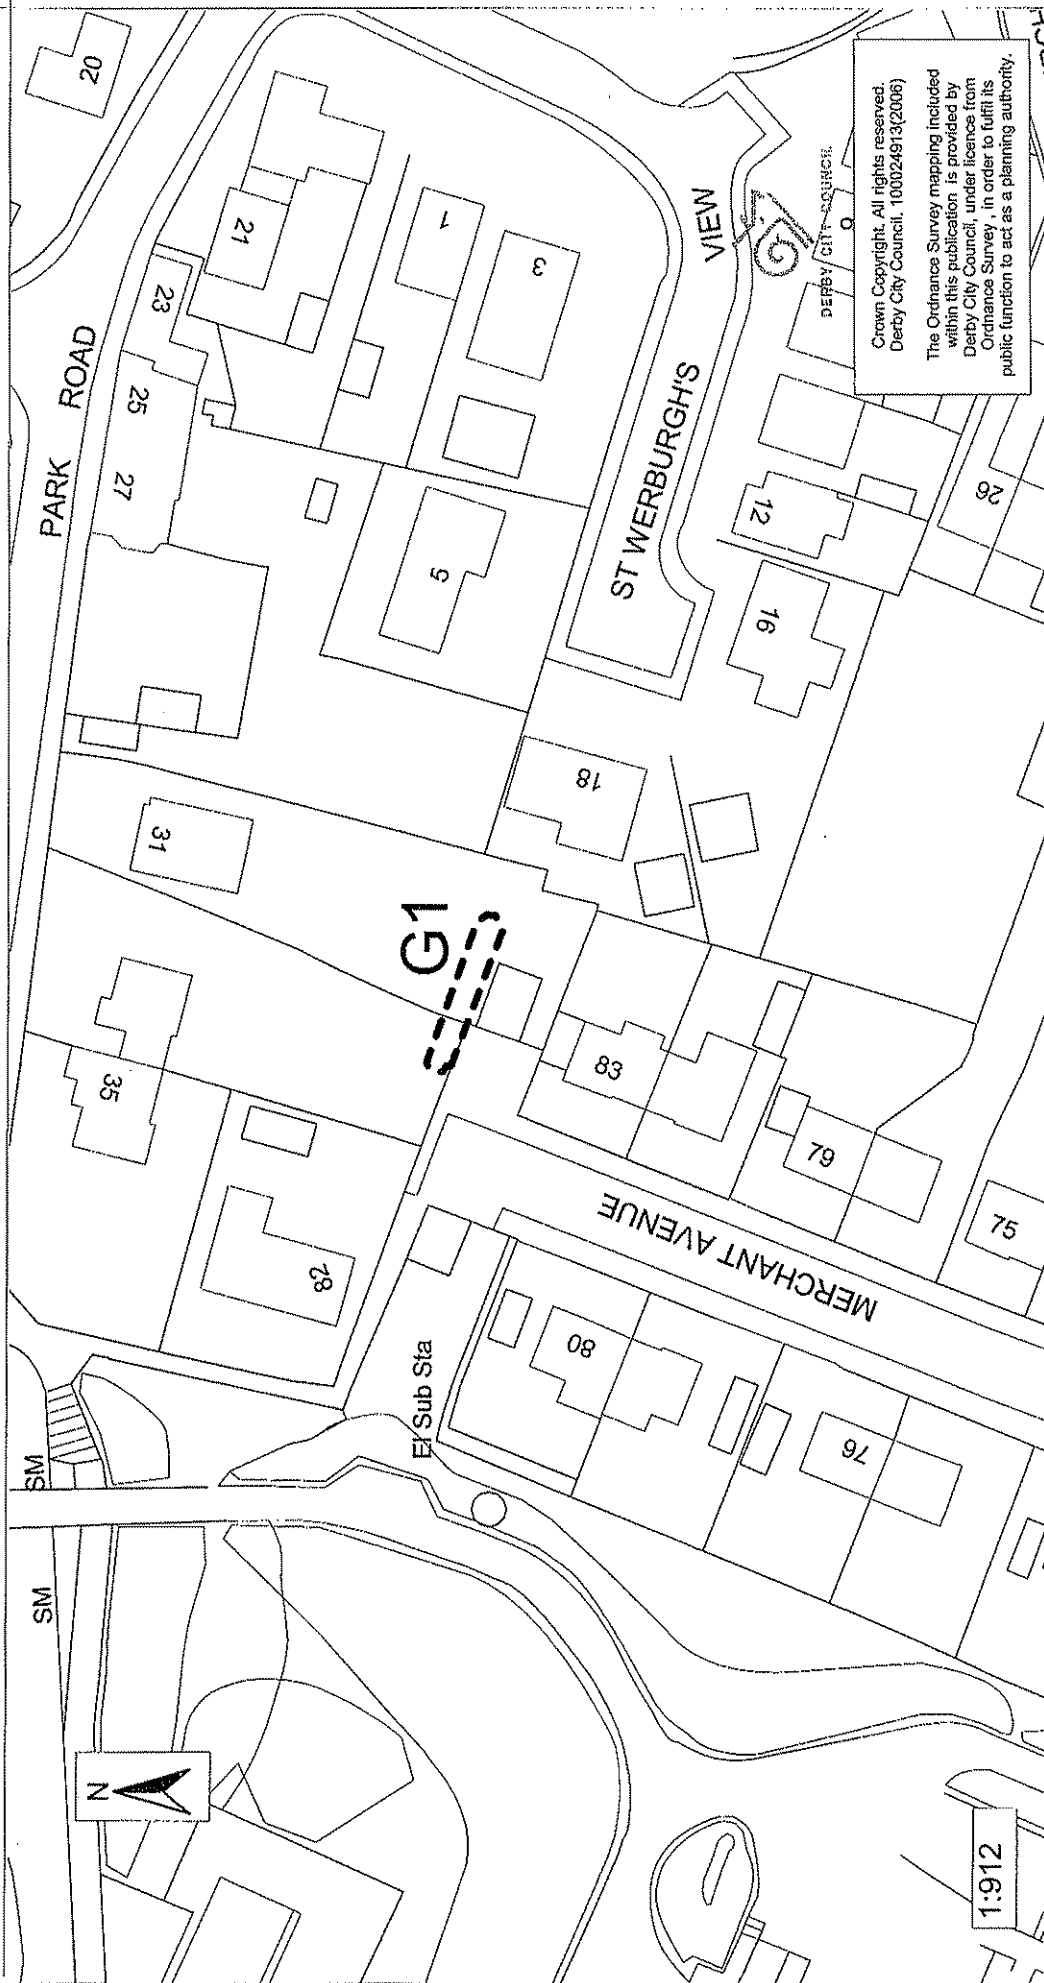 20
21
23
25
27
PARK ROAD
1
3
5
VIEW
ST WERBURGH'S
DERBY CITY COUNCIL
Crown Copyright. All rights reserved.
Derby City Council. 100024913(2006)
The Ordnance Survey mapping included
within this publication is provided by
Derby City Council, under licence from
Ordnance Survey, in order to fulfil its
public function to act as a planning authority.
12
16
26
18
31
G1
35
83
79
75
28
MERCHANT AVENUE
El Sub Sta
80
76
SM
SM
N
1:912